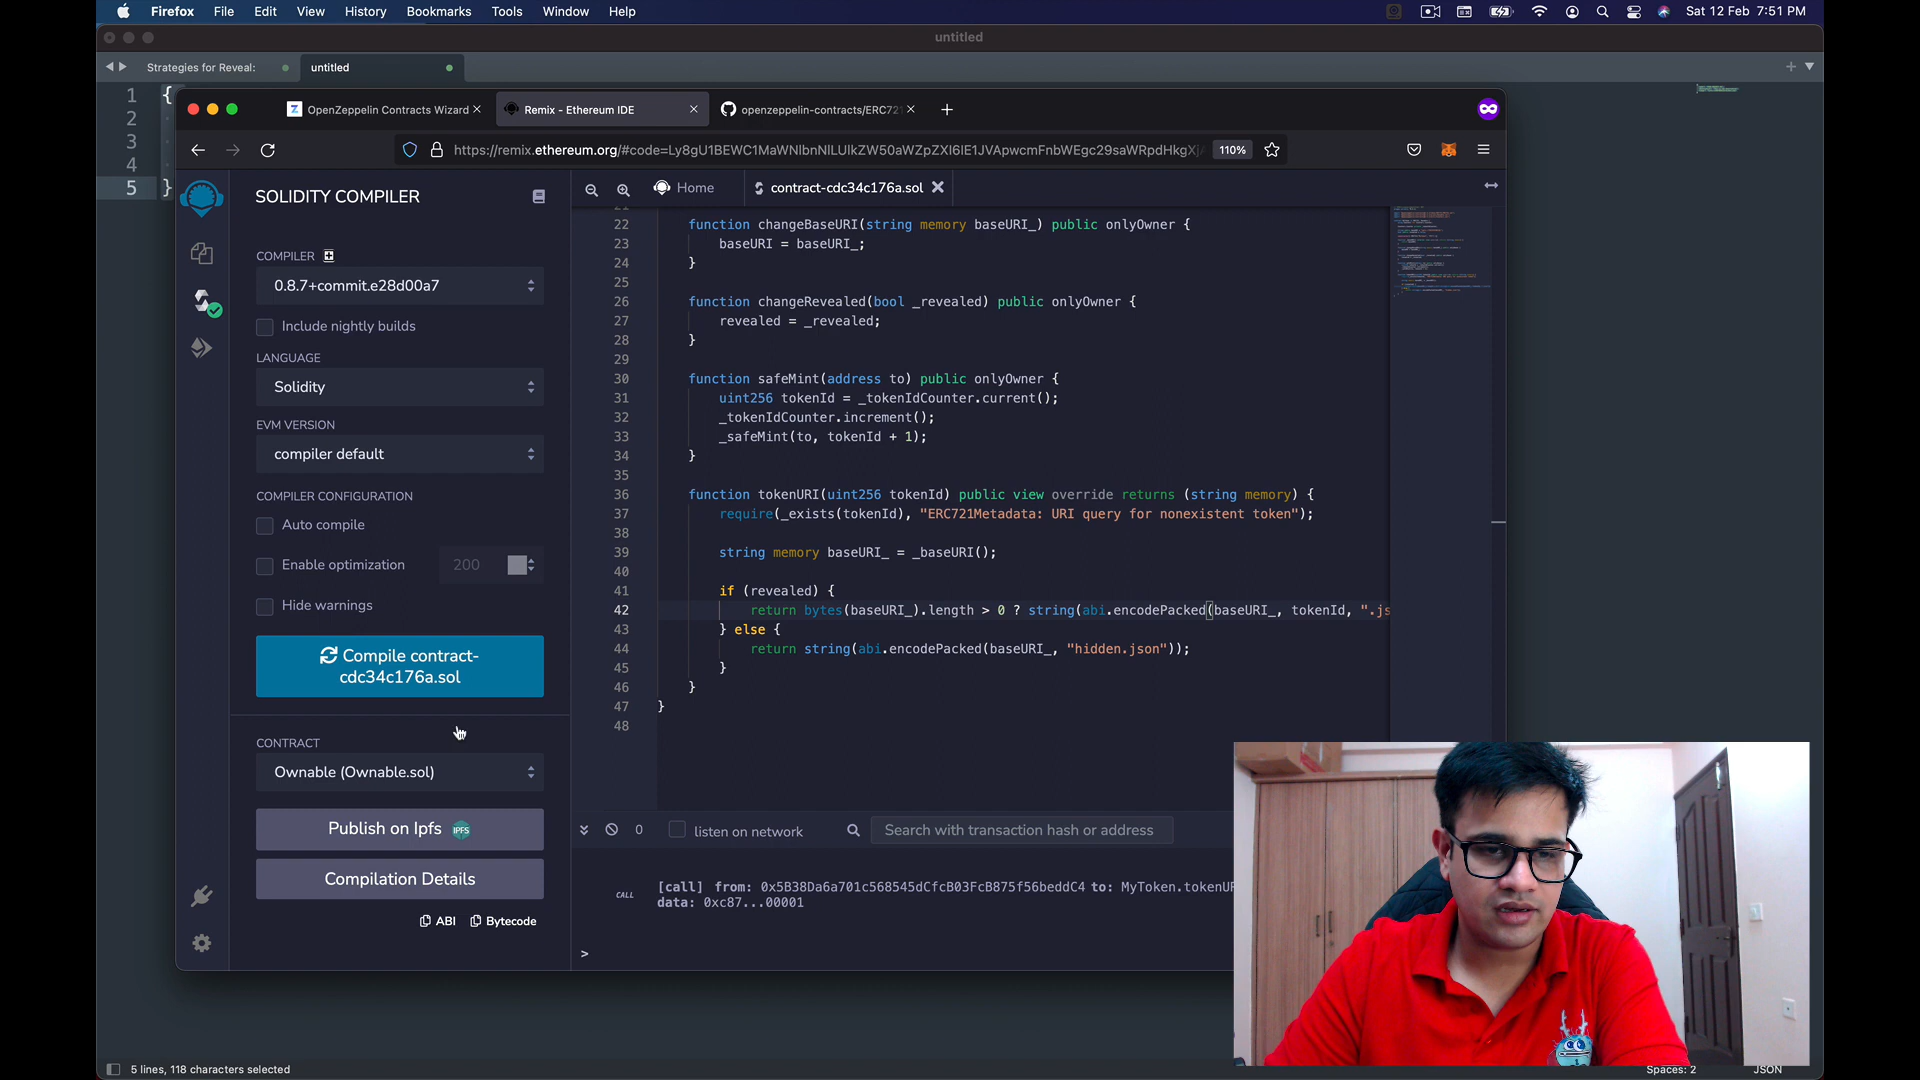 Firefox File Edit View History Bookmarks Tools Window Help Sat 12 Feb 7:51 PM
untitled
Strategies for Reveal: untitled
1 {
2
3
4
5 }
OpenZeppelin Contracts Wizard Remix - Ethereum IDE openzeppelin-contracts/ERC721
https://remix.ethereum.org/#code=Ly8gU1BEWC1MaWNlbnNlLUlkZW50aWZpZXI6IE1JVApwcmFnbWEgc29saWRpdHkgXj 110%
SOLIDITY COMPILER
Home contract-cdc34c176a.sol
COMPILER
0.8.7+commit.e28d00a7
Include nightly builds
LANGUAGE
Solidity
EVM VERSION
compiler default
COMPILER CONFIGURATION
Auto compile
Enable optimization 200
Hide warnings
Compile contract-
cdc34c176a.sol
CONTRACT
Ownable (Ownable.sol)
Publish on Ipfs IPFS
Compilation Details
ABI Bytecode
21
22 function changeBaseURI(string memory baseURI_) public onlyOwner {
23 baseURI = baseURI_;
24 }
25
26 function changeRevealed(bool _revealed) public onlyOwner {
27 revealed = _revealed;
28 }
29
30 function safeMint(address to) public onlyOwner {
31 uint256 tokenId = _tokenIdCounter.current();
32 _tokenIdCounter.increment();
33 _safeMint(to, tokenId + 1);
34 }
35
36 function tokenURI(uint256 tokenId) public view override returns (string memory) {
37 require(_exists(tokenId), "ERC721Metadata: URI query for nonexistent token");
38
39 string memory baseURI_ = _baseURI();
40
41 if (revealed) {
42 return bytes(baseURI_).length > 0 ? string(abi.encodePacked(baseURI_, tokenId, ".js
43 } else {
44 return string(abi.encodePacked(baseURI_, "hidden.json"));
45 }
46 }
47 }
48
0 listen on network Search with transaction hash or address
CALL [call] from: 0x5B38Da6a701c568545dCfcB03FcB875f56beddC4 to: MyToken.tokenUR
data: 0xc87...00001
>
5 lines, 118 characters selected Spaces: 2 JSON